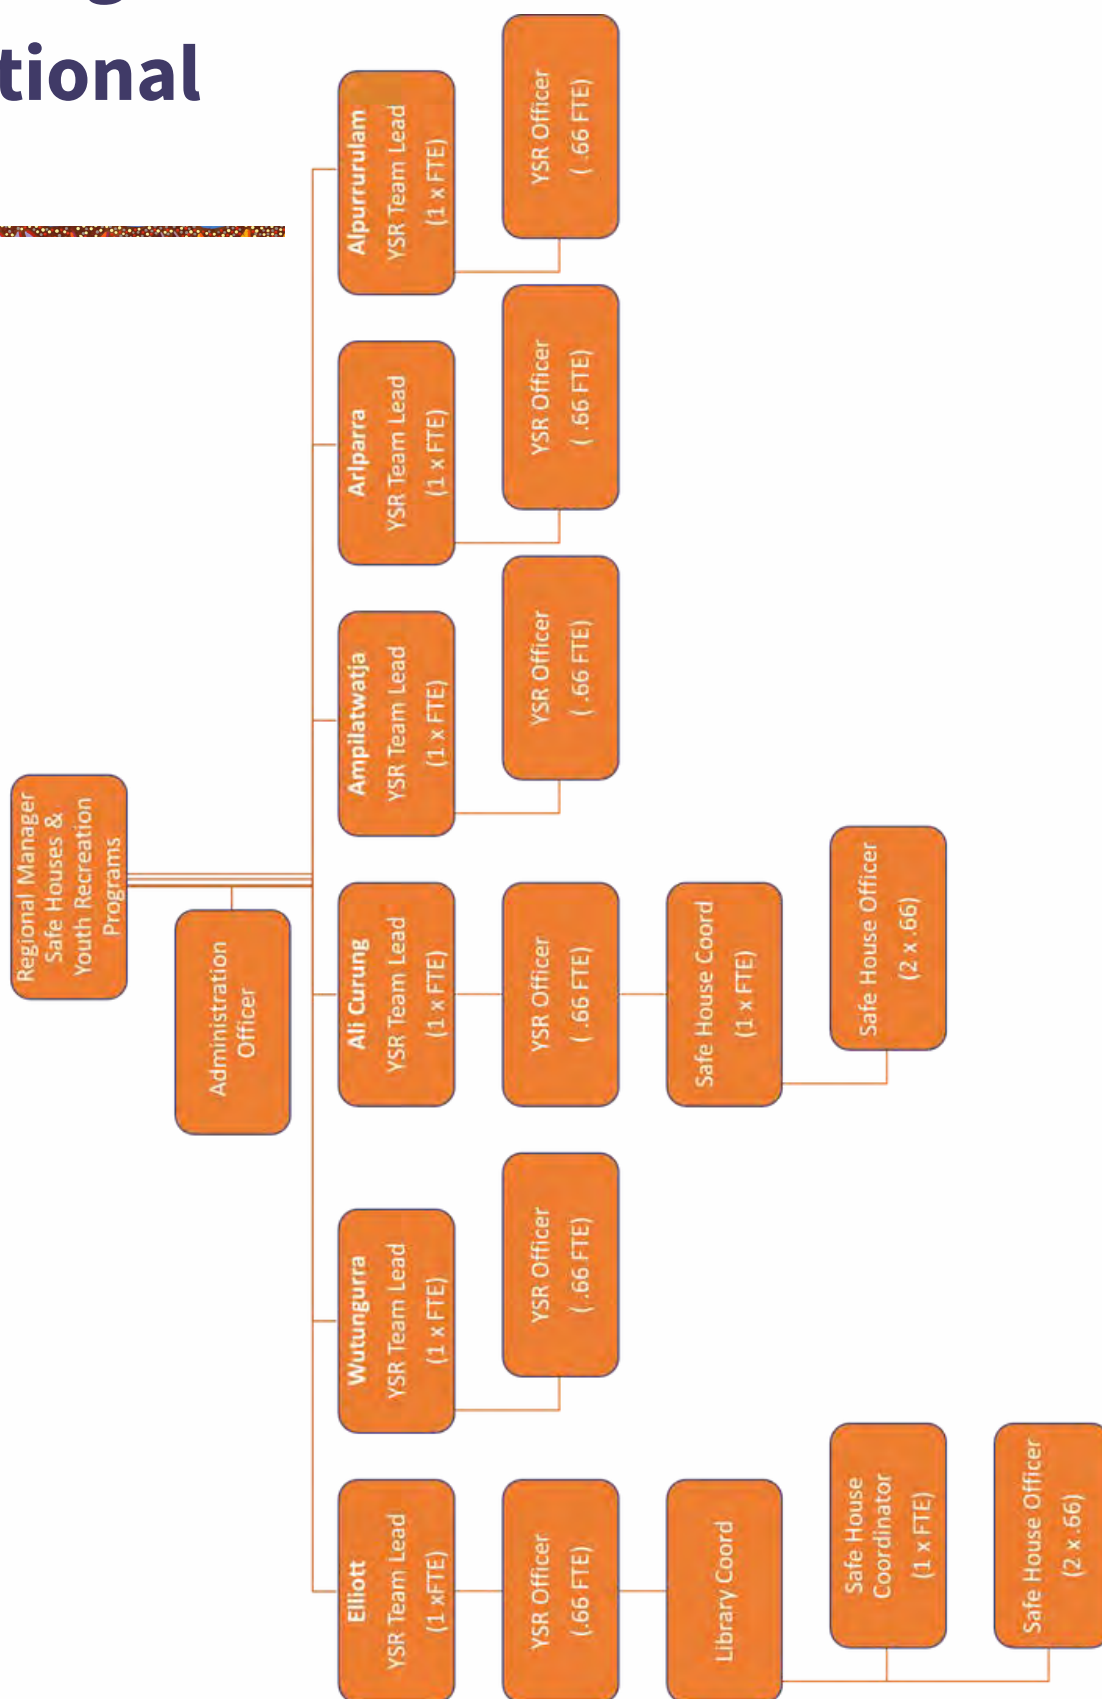 g
tional
Regional Manager
Safe Houses &
Youth Recreation
Programs
Administration
Officer
Elliott
YSR Team Lead
(1 xFTE)
YSR Officer
(.66 FTE)
Library Coord
Safe House
Coordinator
(1 x FTE)
Safe House Officer
(2 x .66)
Wutungurra
YSR Team Lead
(1 x FTE)
YSR Officer
( .66 FTE)
Ali Curung
YSR Team Lead
(1 x FTE)
YSR Officer
(.66 FTE)
Safe House Coord
(1 x FTE)
Safe House Officer
(2 x .66)
Ampilatwatja
YSR Team Lead
(1 x FTE)
YSR Officer
( .66 FTE)
Arlparra
YSR Team Lead
(1 x FTE)
YSR Officer
( .66 FTE)
Alpurrurulam
YSR Team Lead
(1 x FTE)
YSR Officer
( .66 FTE)